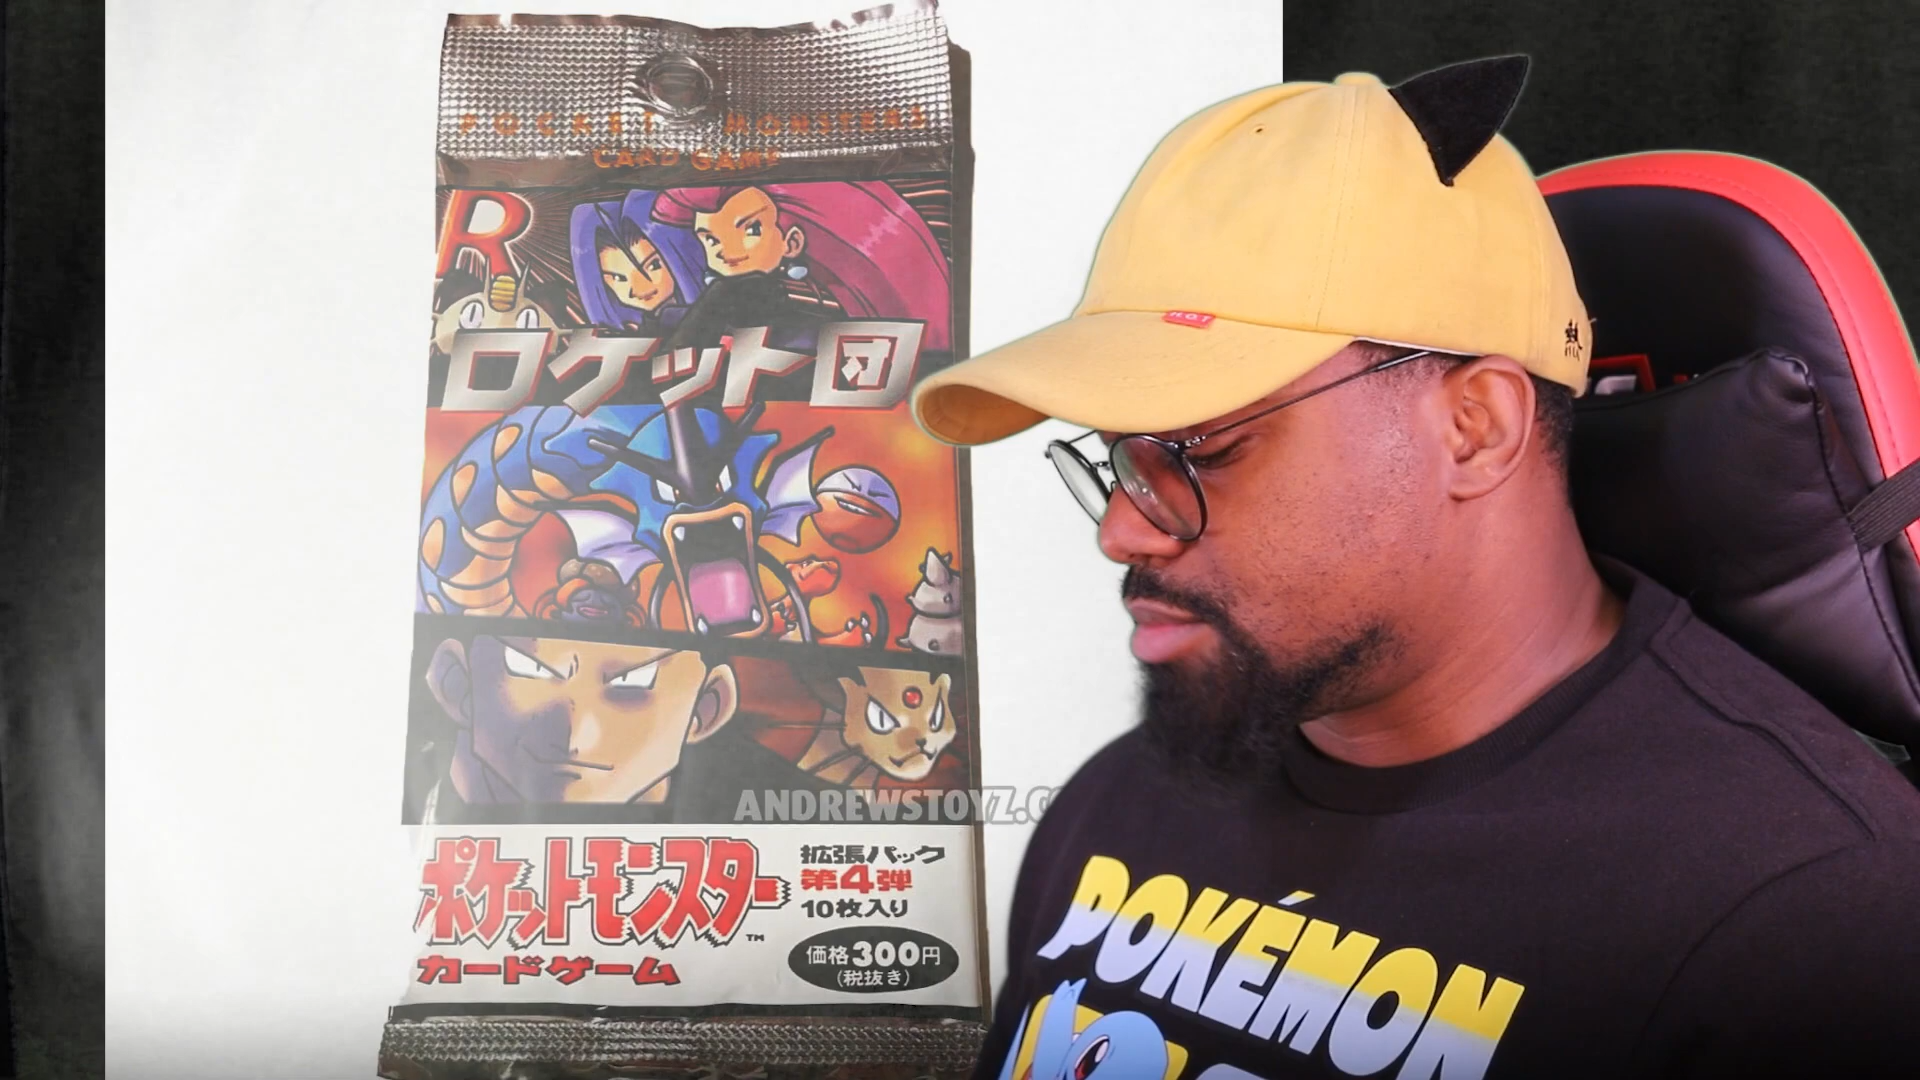 POCKET MONSTERS
CARD GAME
R
ロケット団
ANDREWSTOYZ.C
ポケットモンスター
TM
カードゲーム
拡張パック
第4弾
10枚入り
価格300円
(税抜き)
H.O.T
POKÉMON